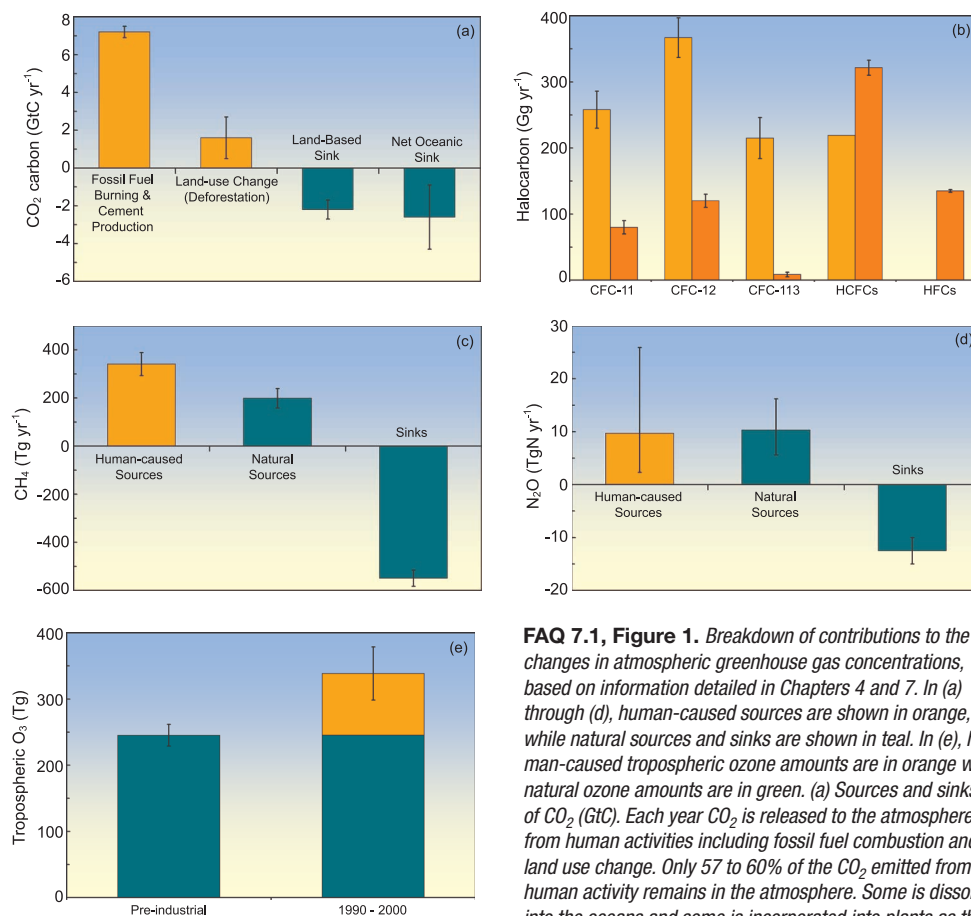 (a)
8
6
4
2
0
-2
-4
-6
CO₂ carbon (GtC yr⁻¹)
Fossil Fuel
Burning &
Cement
Production
Land-use Change
(Deforestation)
Land-Based
Sink
Net Oceanic
Sink
(b)
300
200
100
0
Halocarbon (Gg yr⁻¹)
CFC-11
CFC-12
CFC-113
HCFCs
HFCs
(c)
400
200
0
-200
-400
-600
CH₄ (Tg yr⁻¹)
Human-caused
Sources
Natural
Sources
Sinks
(d)
30
20
10
0
-10
-20
N₂O (TgN yr⁻¹)
Human-caused
Sources
Natural
Sources
Sinks
(e)
400
300
200
100
0
Tropospheric O₃ (Tg)
Pre-industrial
1990 - 2000
FAQ 7.1, Figure 1. Breakdown of contributions to the
changes in atmospheric greenhouse gas concentrations,
based on information detailed in Chapters 4 and 7. In (a)
through (d), human-caused sources are shown in orange,
while natural sources and sinks are shown in teal. In (e),
man-caused tropospheric ozone amounts are in orange
natural ozone amounts are in green. (a) Sources and
of CO₂ (GtC). Each year CO₂ is released to the atmosphere
from human activities including fossil fuel combustion and
land use change. Only 57 to 60% of the CO₂ emitted from
human activity remains in the atmosphere. Some is
into the oceans and some is incorporated into plants as